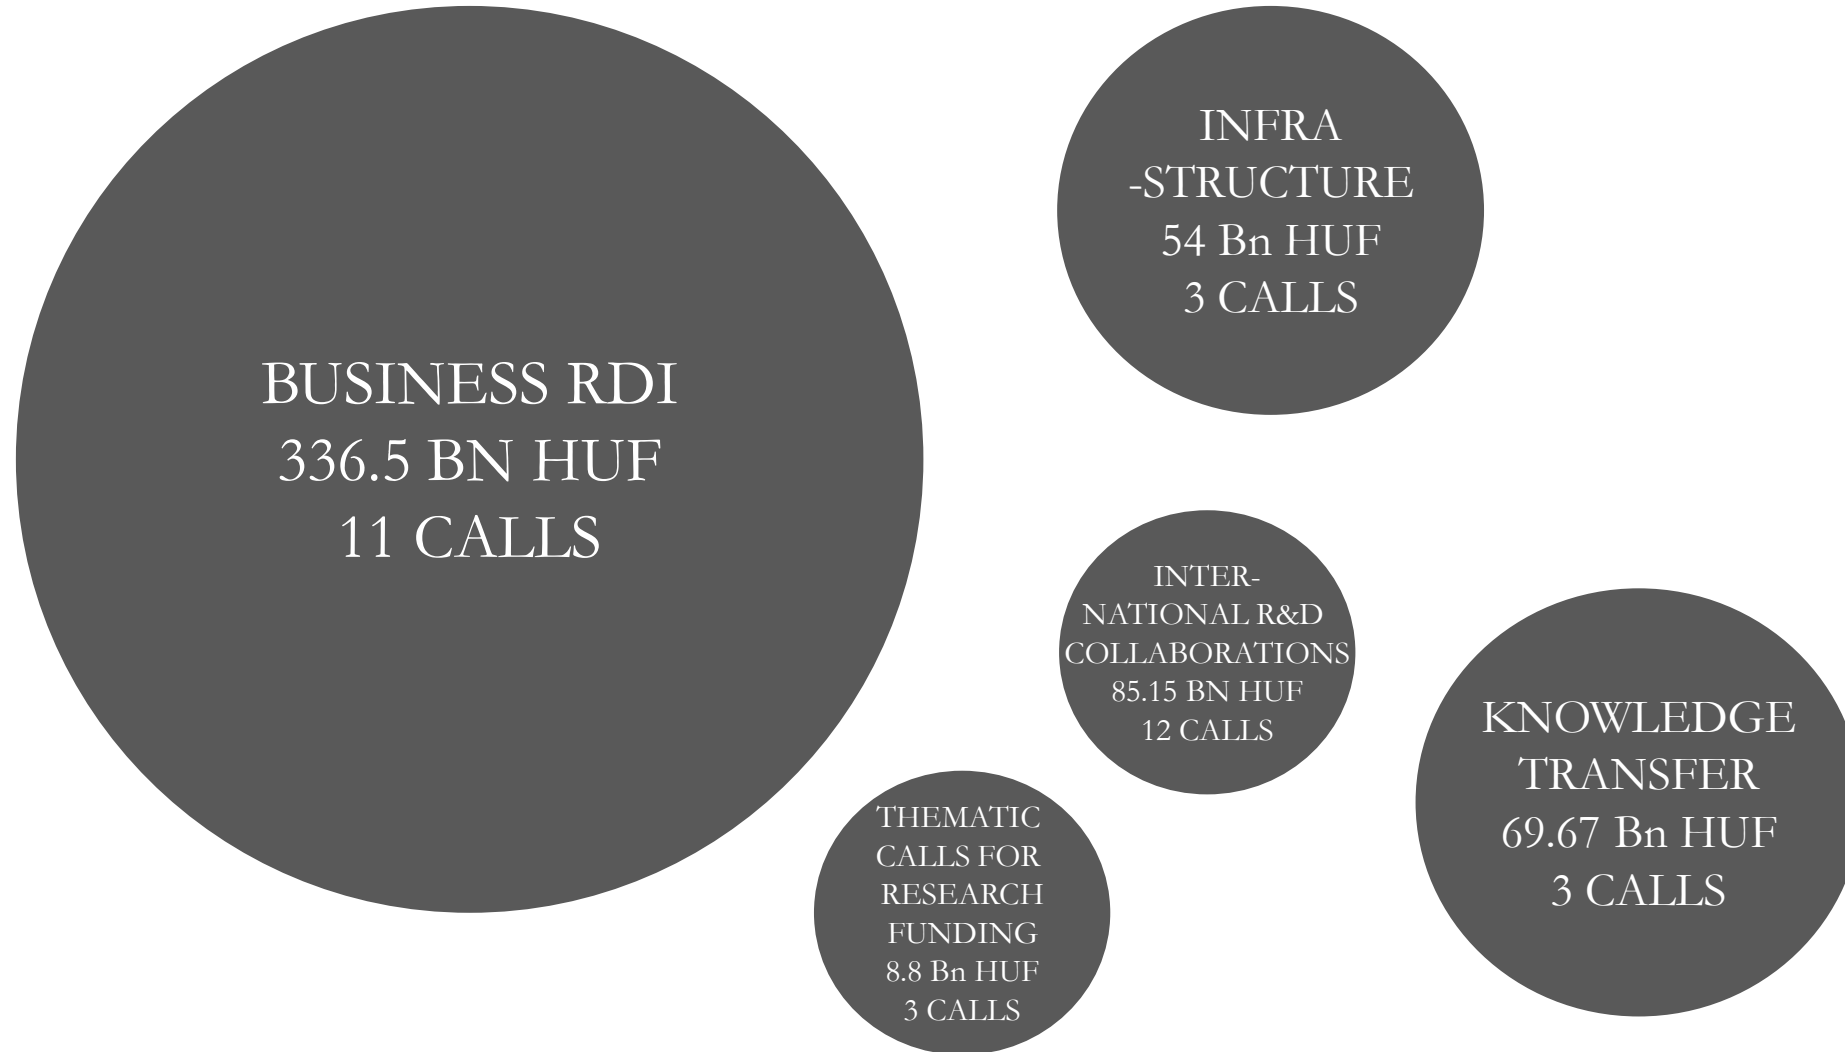 BUSINESS RDI
336.5 BN HUF
11 CALLS
INFRA
-STRUCTURE
54 Bn HUF
3 CALLS
INTER-
NATIONAL R&D
COLLABORATIONS
85.15 BN HUF
12 CALLS
KNOWLEDGE
TRANSFER
69.67 Bn HUF
3 CALLS
THEMATIC
CALLS FOR
RESEARCH
FUNDING
8.8 Bn HUF
3 CALLS